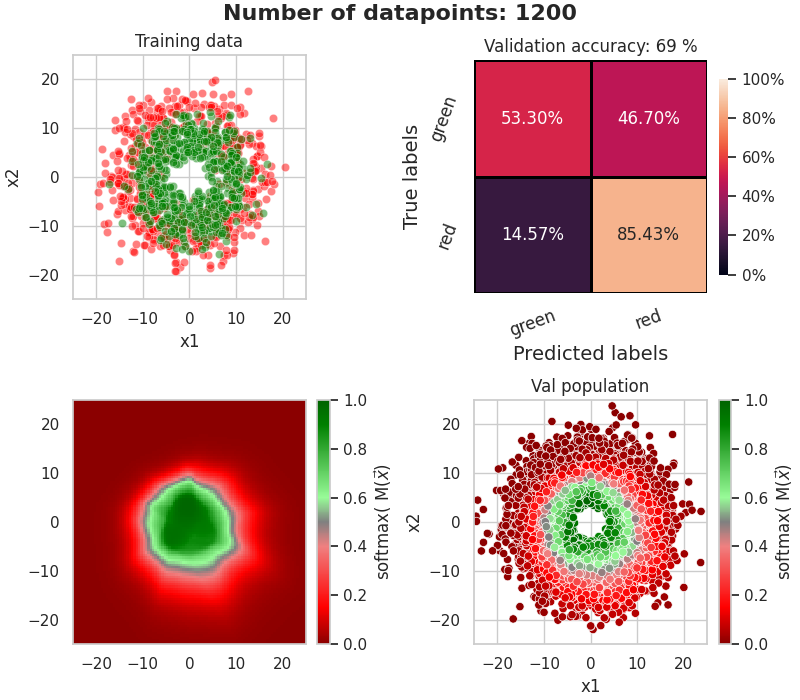 Number of datapoints: 1200
Training data
20
10
0
−10
−20
x2
−20 −10 0 10 20
x1
Validation accuracy: 69 %
True labels
green
red
53.30% 46.70%
14.57% 85.43%
green red
Predicted labels
100%
80%
60%
40%
20%
0%
20
10
0
−10
−20
−20 −10 0 10 20
1.0
0.8
0.6
0.4
0.2
0.0
softmax( M(x⃗)
Val population
20
10
0
−10
−20
x2
−20 −10 0 10 20
x1
1.0
0.8
0.6
0.4
0.2
0.0
softmax( M(x⃗)